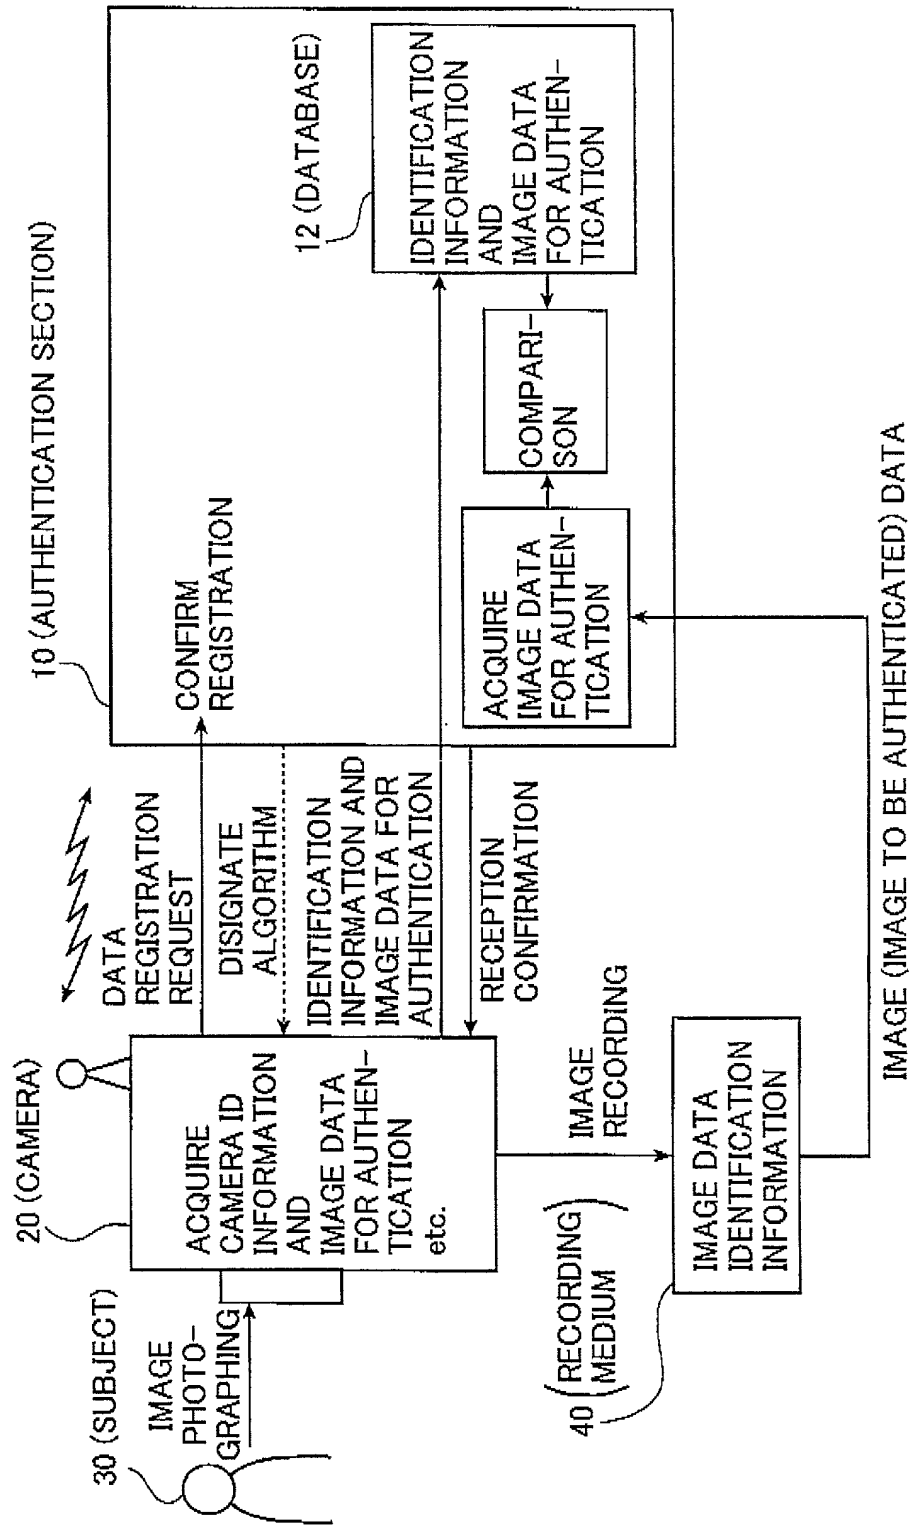 10 (AUTHENTICATION SECTION)
12 (DATABASE)
IDENTIFICATION
INFORMATION
AND
IMAGE DATA
FOR AUTHEN-
TICATION
COMPARI-
SON
ACQUIRE
IMAGE DATA
FOR AUTHEN-
TICATION
CONFIRM
REGISTRATION
DATA
REGISTRATION
REQUEST
DISIGNATE
ALGORITHM
IDENTIFICATION
INFORMATION AND
IMAGE DATA FOR
AUTHENTICATION
RECEPTION
CONFIRMATION
20 (CAMERA)
ACQUIRE
CAMERA ID
INFORMATION
AND
IMAGE DATA
FOR AUTHEN-
TICATION
etc.
30 (SUBJECT)
IMAGE
PHOTO-
GRAPHING
IMAGE
RECORDING
40 (RECORDING
MEDIUM)
IMAGE DATA
IDENTIFICATION
INFORMATION
IMAGE (IMAGE TO BE AUTHENTICATED) DATA